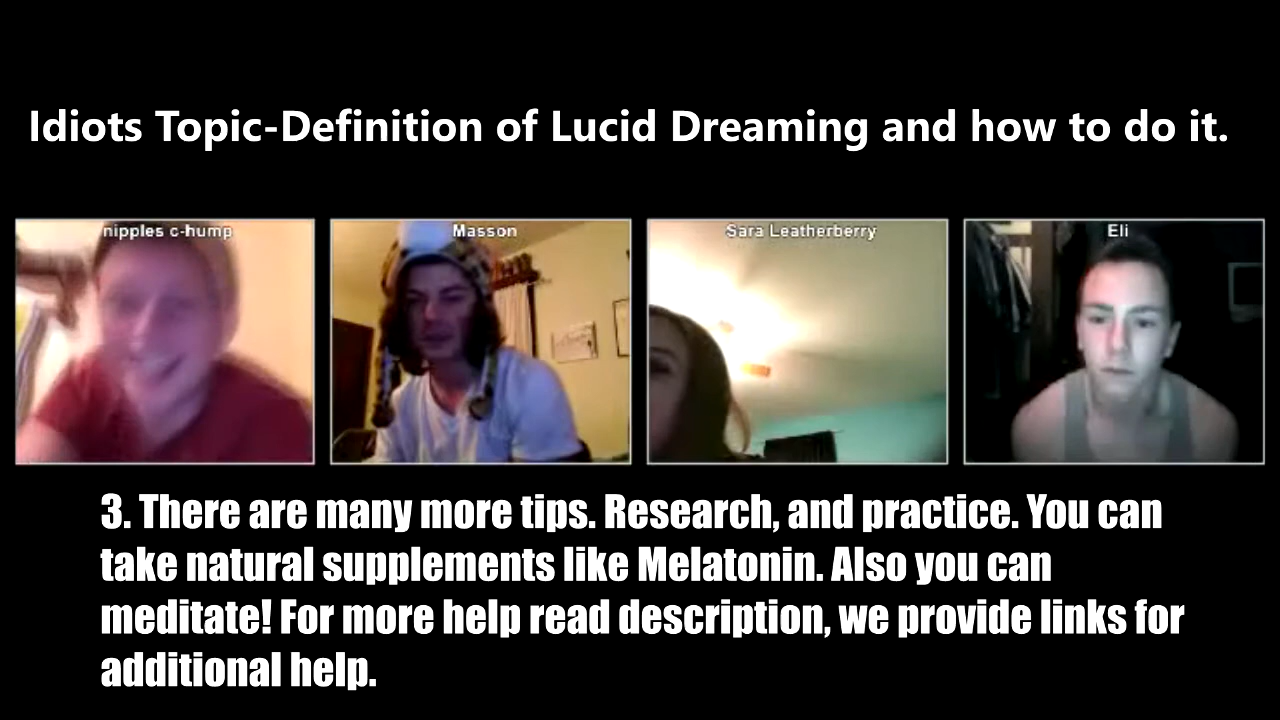 Idiots Topic-Definition of Lucid Dreaming and how to do it.
nipples c-hump
Masson
Sara Leatherberry
Eli
3. There are many more tips. Research, and practice. You can
take natural supplements like Melatonin. Also you can
meditate! For more help read description, we provide links for
additional help.